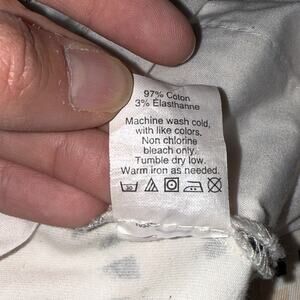 97% Coton
3% Élasthanne
Machine wash cold,
with like colors.
Non chlorine
bleach only.
Tumble dry low.
Warm iron as needed.